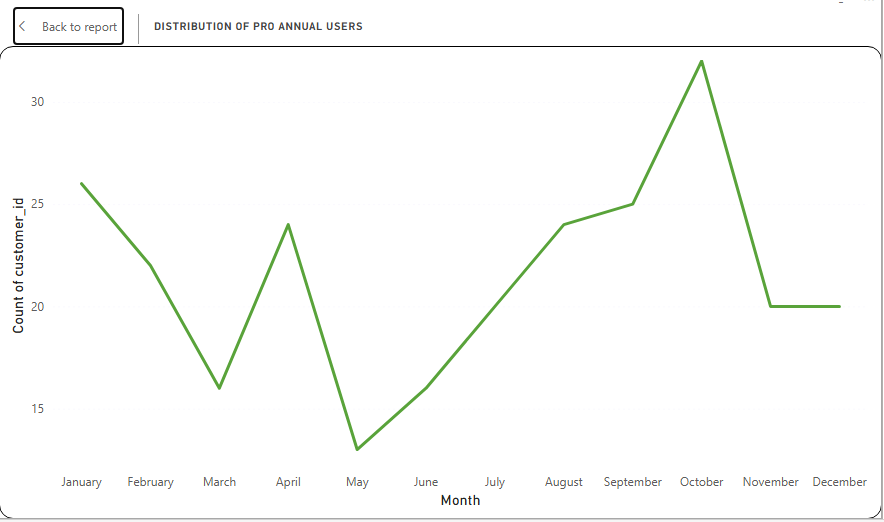 Back to report
DISTRIBUTION OF PRO ANNUAL USERS
30
25
20
15
Count of customer_id
January February March April May June July August September October November December
Month